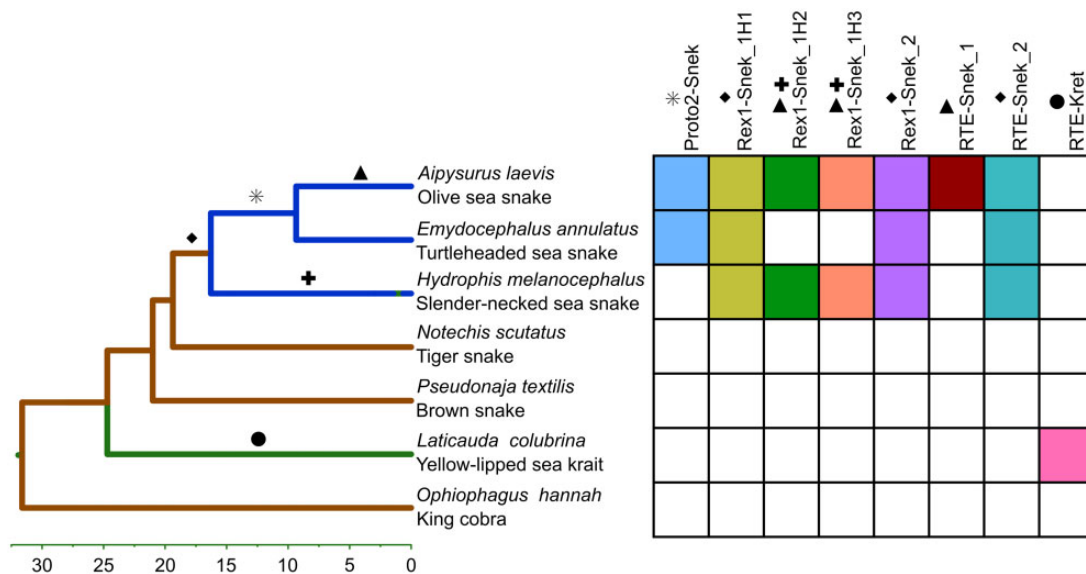 Proto2-Snek
Rex1-Snek_1H1
Rex1-Snek_1H2
Rex1-Snek_1H3
Rex1-Snek_2
RTE-Snek_1
RTE-Snek_2
RTE-Kret
Aipysurus laevis
Olive sea snake
Emydocephalus annulatus
Turtleheaded sea snake
Hydrophis melanocephalus
Slender-necked sea snake
Notechis scutatus
Tiger snake
Pseudonaja textilis
Brown snake
Laticauda colubrina
Yellow-lipped sea krait
Ophiophagus hannah
King cobra
30 25 20 15 10 5 0